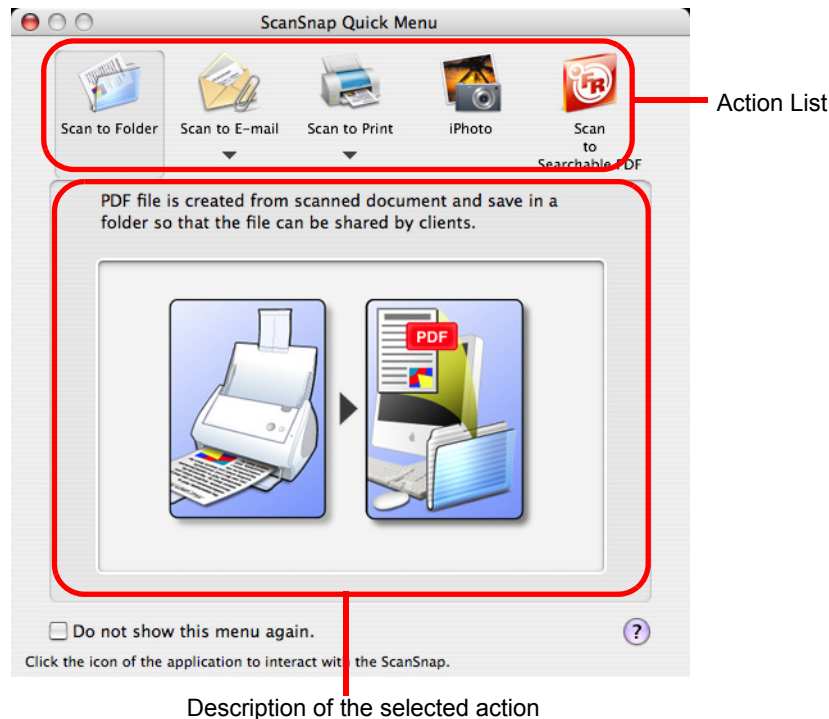 ScanSnap Quick Menu
Scan to Folder
Scan to E-mail
Scan to Print
iPhoto
Scan
to
Searchable PDF
Action List
PDF file is created from scanned document and save in a
folder so that the file can be shared by clients.
PDF
Do not show this menu again.
?
Click the icon of the application to interact with the ScanSnap.
Description of the selected action